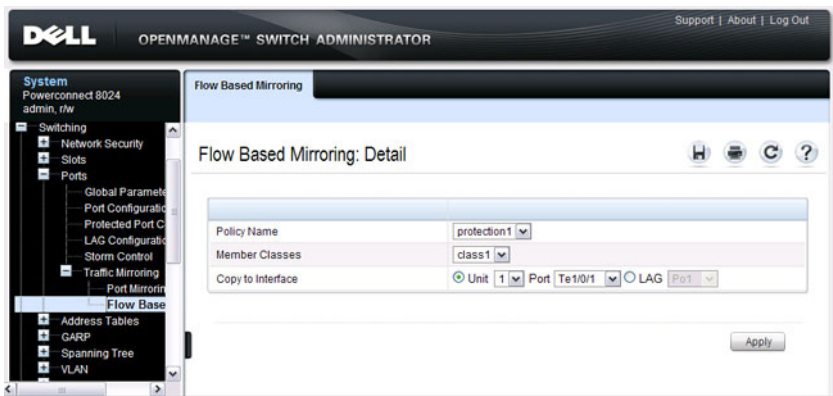 DELL
OPENMANAGE™ SWITCH ADMINISTRATOR
Support | About | Log Out
System
Powerconnect 8024
admin, r/w
Switching
Network Security
Slots
Ports
Global Paramete
Port Configuratio
Protected Port C
LAG Configuratio
Storm Control
Traffic Mirroring
Port Mirrorin
Flow Base
Address Tables
GARP
Spanning Tree
VLAN
Flow Based Mirroring
Flow Based Mirroring: Detail
Policy Name protection1
Member Classes class1
Copy to Interface Unit 1 Port Te1/0/1 LAG Po1
Apply